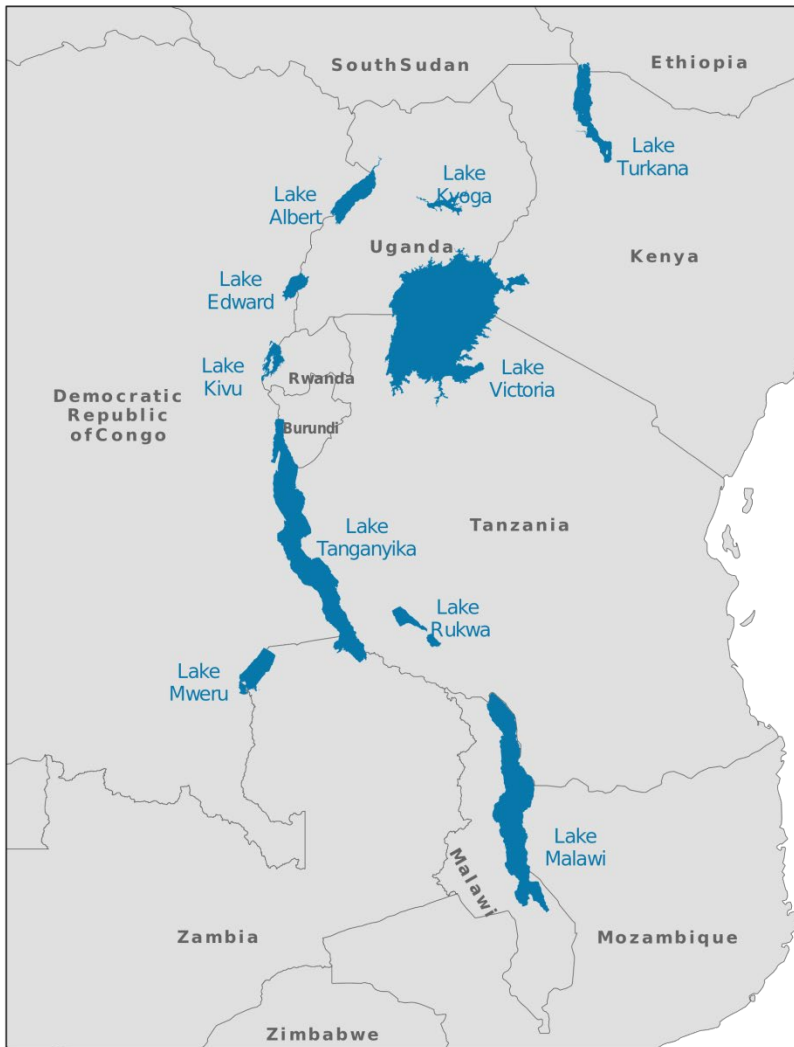 SouthSudan
Ethiopia
Lake
Turkana
Lake
Kyoga
Lake
Albert
Uganda
Kenya
Lake
Edward
Lake
Kivu
Rwanda
Lake
Victoria
Democratic
Republic
ofCongo
Burundi
Lake
Tanganyika
Tanzania
Lake
Rukwa
Lake
Mweru
Lake
Malawi
Malawi
Zambia
Mozambique
Zimbabwe